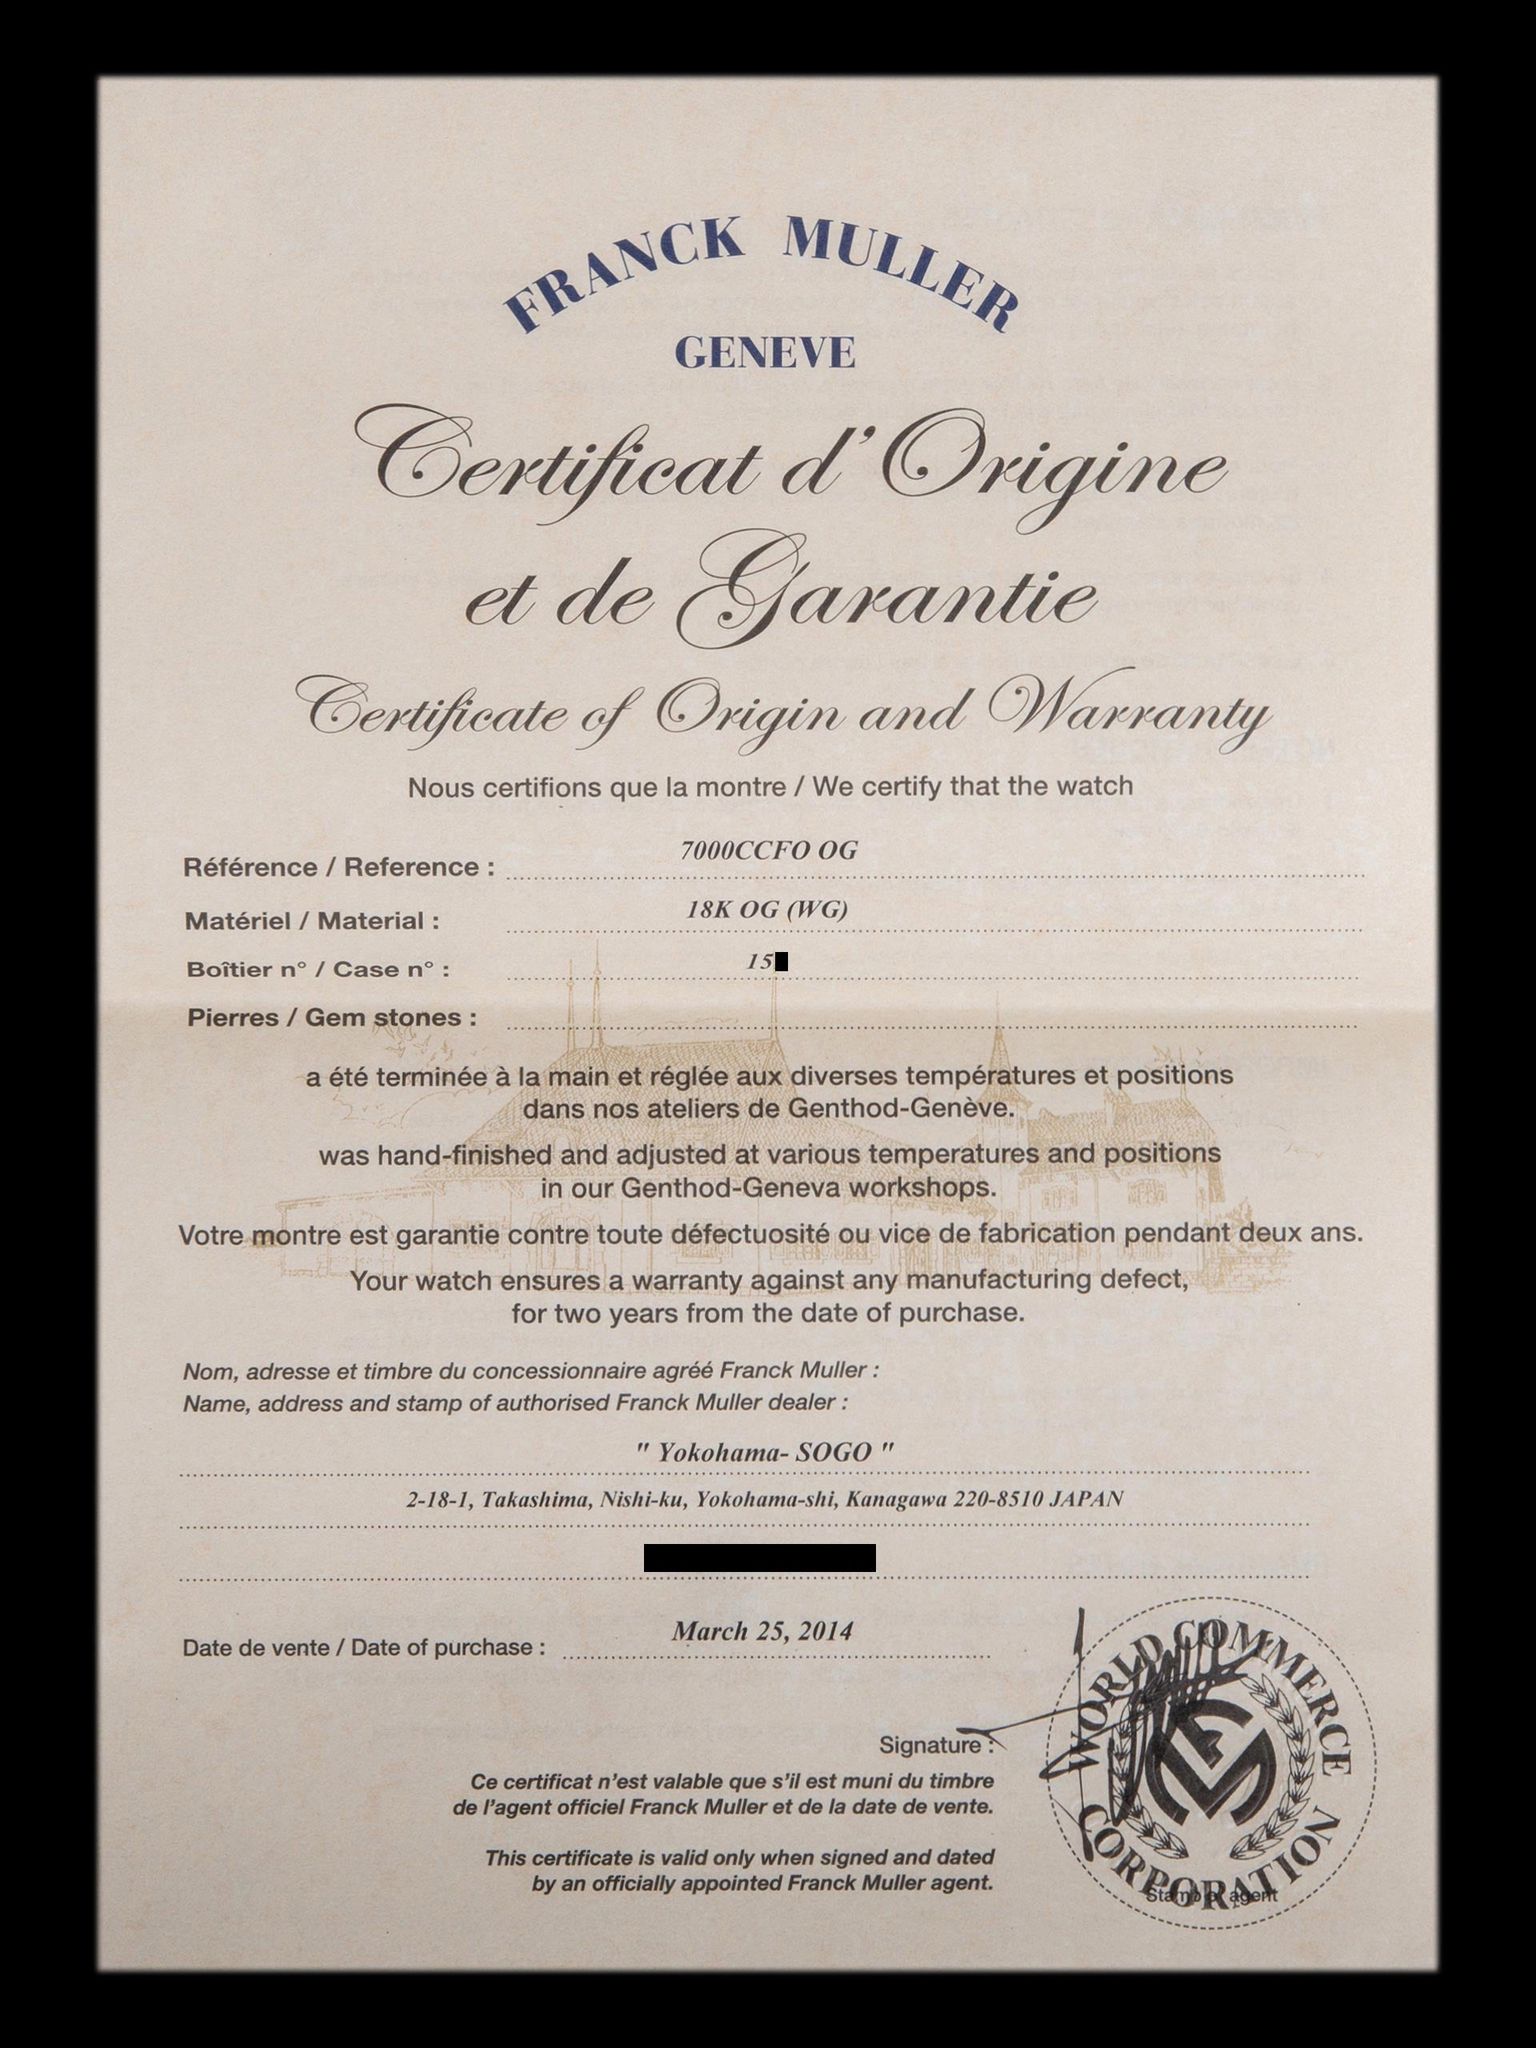 FRANCK MULLER
GENEVE
Certificat d'Origine
et de Garantie
Certificate of Origin and Warranty
Nous certifions que la montre / We certify that the watch
Référence / Reference : 7000CCFO OG
Matériel / Material : 18K OG (WG)
Boîtier n° / Case n° : 15
Pierres / Gem stones :
a été terminée à la main et réglée aux diverses températures et positions
dans nos ateliers de Genthod-Genève.
was hand-finished and adjusted at various temperatures and positions
in our Genthod-Geneva workshops.
Votre montre est garantie contre toute défectuosité ou vice de fabrication pendant deux ans.
Your watch ensures a warranty against any manufacturing defect,
for two years from the date of purchase.
Nom, adresse et timbre du concessionnaire agréé Franck Muller :
Name, address and stamp of authorised Franck Muller dealer :
" Yokohama- SOGO "
2-18-1, Takashima, Nishi-ku, Yokohama-shi, Kanagawa 220-8510 JAPAN
Date de vente / Date of purchase : March 25, 2014
Signature :
Ce certificat n'est valable que s'il est muni du timbre
de l'agent officiel Franck Muller et de la date de vente.
This certificate is valid only when signed and dated
by an officially appointed Franck Muller agent.
WORLD COMMERCE
CORPORATION
FM
Stamp of agent